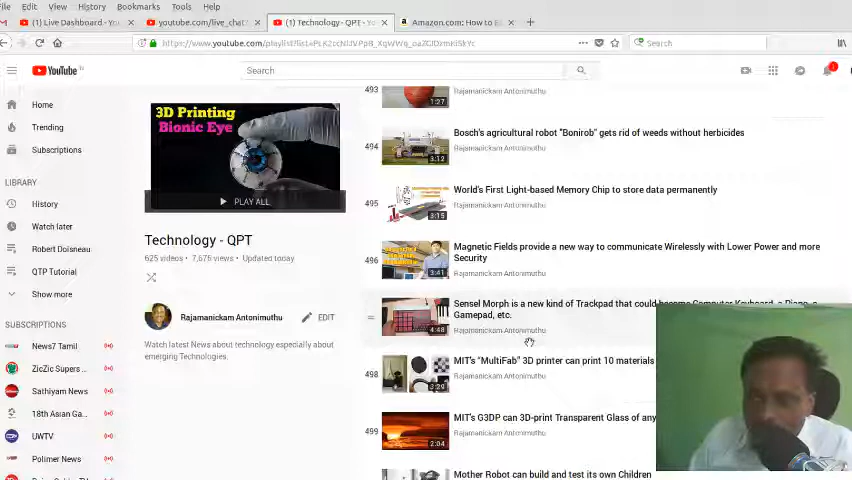 File Edit View History Bookmarks Tools Help
(1) Live Dashboard - Yo
youtube.com/live_chat
(1) Technology - QPT - Y
Amazon.com: How to E
Search
YouTube
Search
Home
Trending
Subscriptions
LIBRARY
History
Watch later
Robert Doisneau
QTP Tutorial
Show more
SUBSCRIPTIONS
News7 Tamil
ZicZic Supers ...
Sathiyam News
18th Asian Ga...
UWTV
Polimer News
3D Printing
Bionic Eye
PLAY ALL
Technology - QPT
625 videos • 7,675 views • Updated today
Rajamanickam Antonimuthu
EDIT
Watch latest News about technology especially about
emerging Technologies.
493
1:27
Rajamanickam Antonimuthu
494
3:12
Bosch's agricultural robot "Bonirob" gets rid of weeds without herbicides
Rajamanickam Antonimuthu
495
3:15
World's First Light-based Memory Chip to store data permanently
Rajamanickam Antonimuthu
496
3:41
Magnetic Fields provide a new way to communicate Wirelessly with Lower Power and more
Security
Rajamanickam Antonimuthu
4:48
Sensel Morph is a new kind of Trackpad that could become Computer Keyboard, a Piano, a
Gamepad, etc.
Rajamanickam Antonimuthu
498
3:29
MIT's "MultiFab" 3D printer can print 10 materials
Rajamanickam Antonimuthu
499
2:04
MIT's G3DP can 3D-print Transparent Glass of any
Rajamanickam Antonimuthu
Mother Robot can build and test its own Children